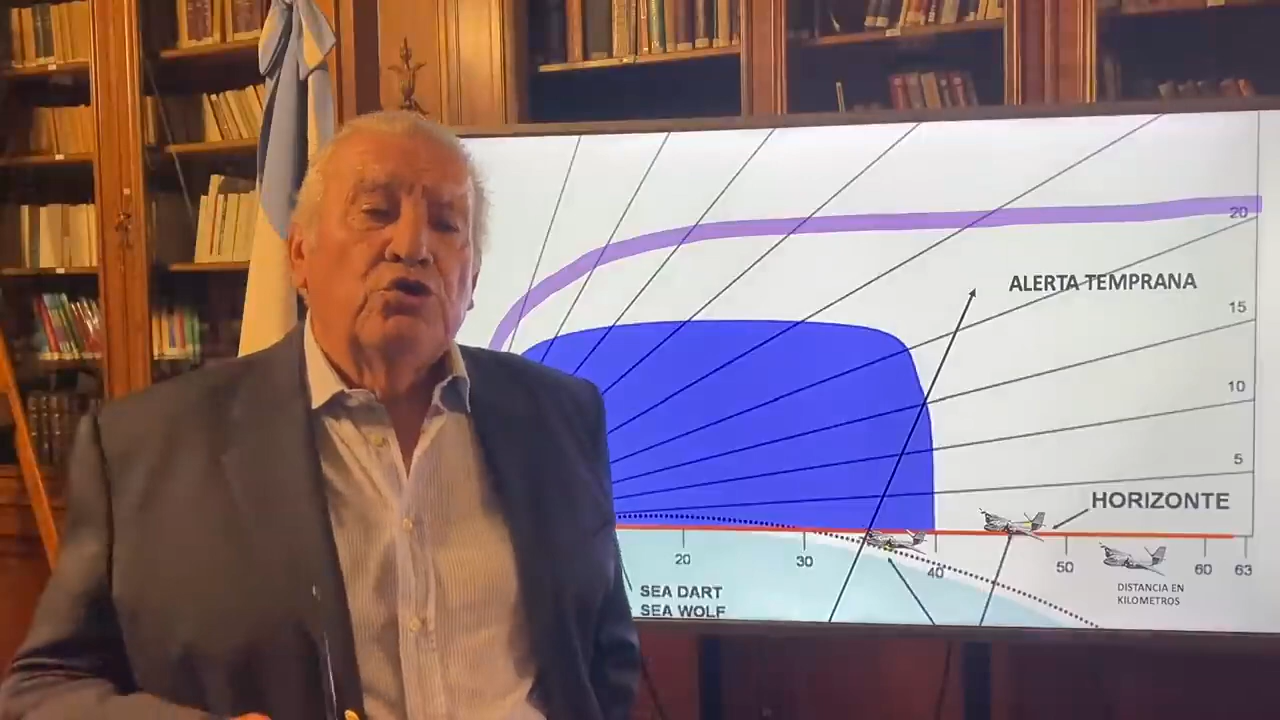 20
ALERTA TEMPRANA
15
10
5
HORIZONTE
20
30
40
50
60
63
DISTANCIA EN
KILOMETROS
SEA DART
SEA WOLF